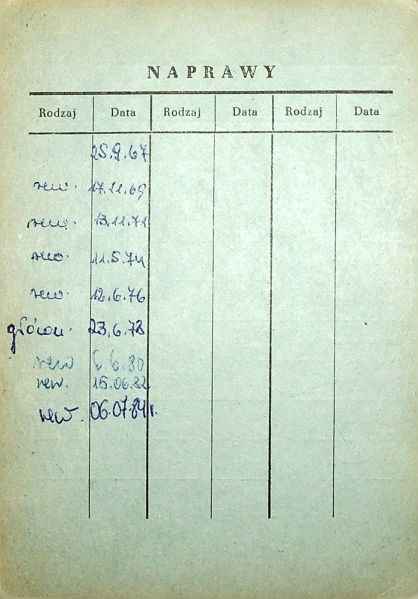 NAPRAWY
Rodzaj Data Rodzaj Data Rodzaj Data
25.9.67
rew. 17.11.69
rew. 13.11.71
rew. 11.5.74
rew. 12.6.76
główn. 23.6.78
rew 6.6.80
rew. 15.06.82
rew. 06.07.84r.